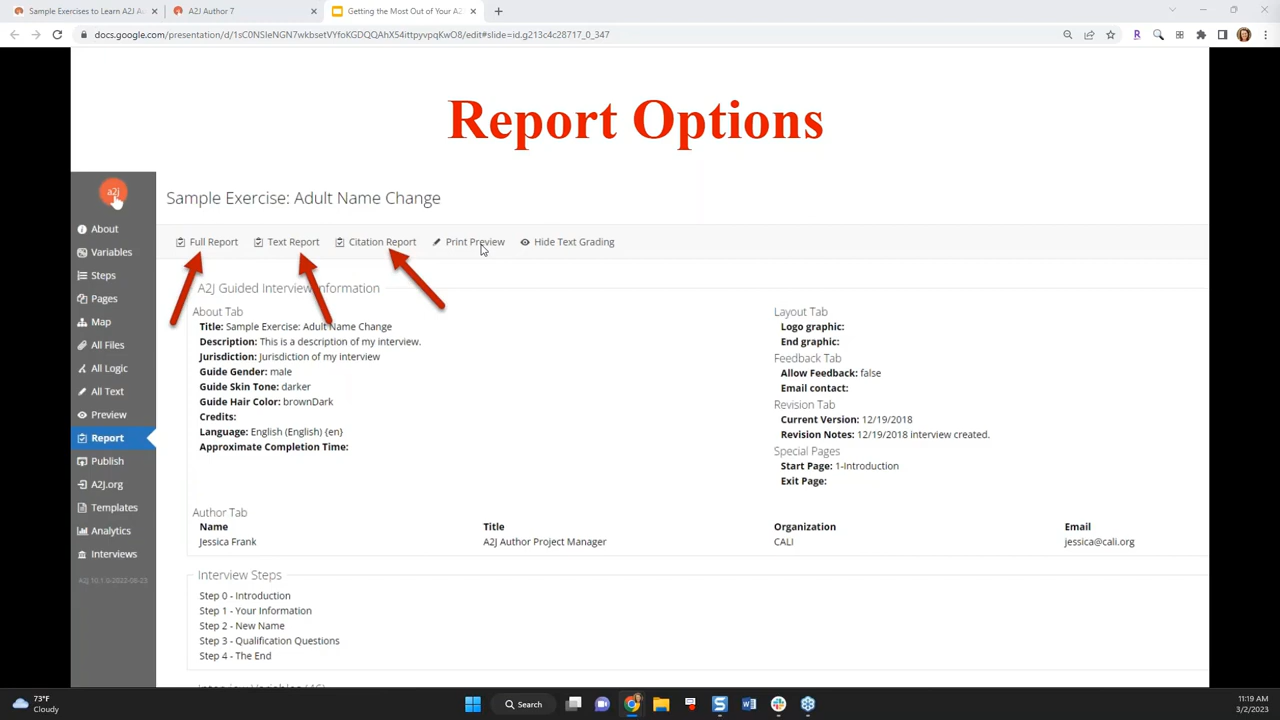 Sample Exercises to Learn A2J Au
A2J Author 7
Getting the Most Out of Your A2
docs.google.com/presentation/d/1sC0NSIeNGN7wkbsetVYfoKGDQQAhX54ittpyvpqKwO8/edit#slide=id.g213c4c28717_0_347
Report Options
a2j
Sample Exercise: Adult Name Change
Full Report Text Report Citation Report Print Preview Hide Text Grading
About
Variables
Steps
Pages
Map
All Files
All Logic
All Text
Preview
Report
Publish
A2J.org
Templates
Analytics
Interviews
A2J 10.1.0-2022-06-23
A2J Guided Interview Information
About Tab
Title: Sample Exercise: Adult Name Change
Description: This is a description of my interview.
Jurisdiction: Jurisdiction of my interview
Guide Gender: male
Guide Skin Tone: darker
Guide Hair Color: brownDark
Credits:
Language: English (English) {en}
Approximate Completion Time:
Layout Tab
Logo graphic:
End graphic:
Feedback Tab
Allow Feedback: false
Email contact:
Revision Tab
Current Version: 12/19/2018
Revision Notes: 12/19/2018 interview created.
Special Pages
Start Page: 1-Introduction
Exit Page:
Author Tab
Name Title Organization Email
Jessica Frank A2J Author Project Manager CALI jessica@cali.org
Interview Steps
Step 0 - Introduction
Step 1 - Your Information
Step 2 - New Name
Step 3 - Qualification Questions
Step 4 - The End
73°F
Cloudy
Search
11:19 AM
3/2/2023